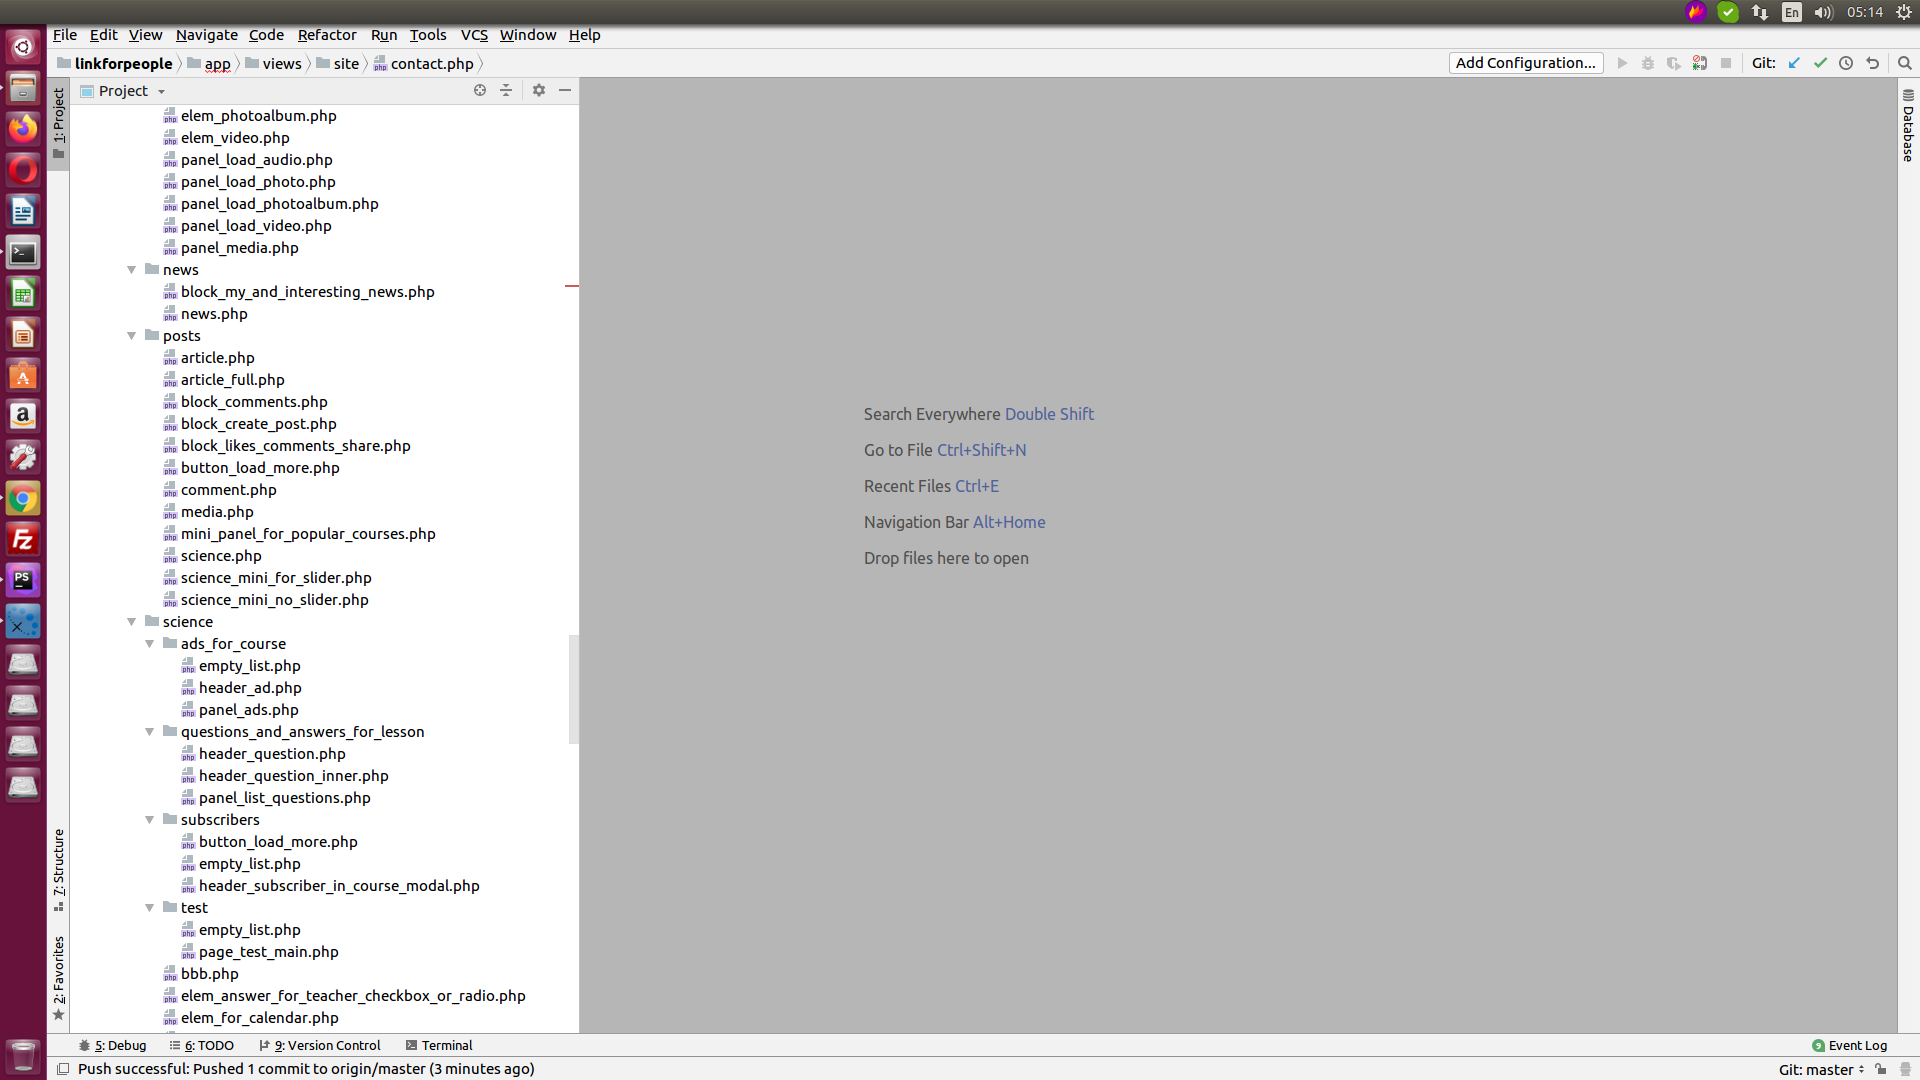 En 05:14
File Edit View Navigate Code Refactor Run Tools VCS Window Help
linkforpeople app views site contact.php Add Configuration... Git:
1: Project
Project
Database
elem_photoalbum.php
elem_video.php
panel_load_audio.php
panel_load_photo.php
panel_load_photoalbum.php
panel_load_video.php
panel_media.php
news
block_my_and_interesting_news.php
news.php
posts
article.php
article_full.php
block_comments.php
block_create_post.php
block_likes_comments_share.php
button_load_more.php
comment.php
media.php
mini_panel_for_popular_courses.php
science.php
science_mini_for_slider.php
science_mini_no_slider.php
science
ads_for_course
empty_list.php
header_ad.php
panel_ads.php
questions_and_answers_for_lesson
header_question.php
header_question_inner.php
panel_list_questions.php
subscribers
button_load_more.php
empty_list.php
header_subscriber_in_course_modal.php
test
empty_list.php
page_test_main.php
bbb.php
elem_answer_for_teacher_checkbox_or_radio.php
elem_for_calendar.php
Search Everywhere Double Shift
Go to File Ctrl+Shift+N
Recent Files Ctrl+E
Navigation Bar Alt+Home
Drop files here to open
7: Structure
2: Favorites
5: Debug 6: TODO 9: Version Control Terminal 9 Event Log
Push successful: Pushed 1 commit to origin/master (3 minutes ago) Git: master